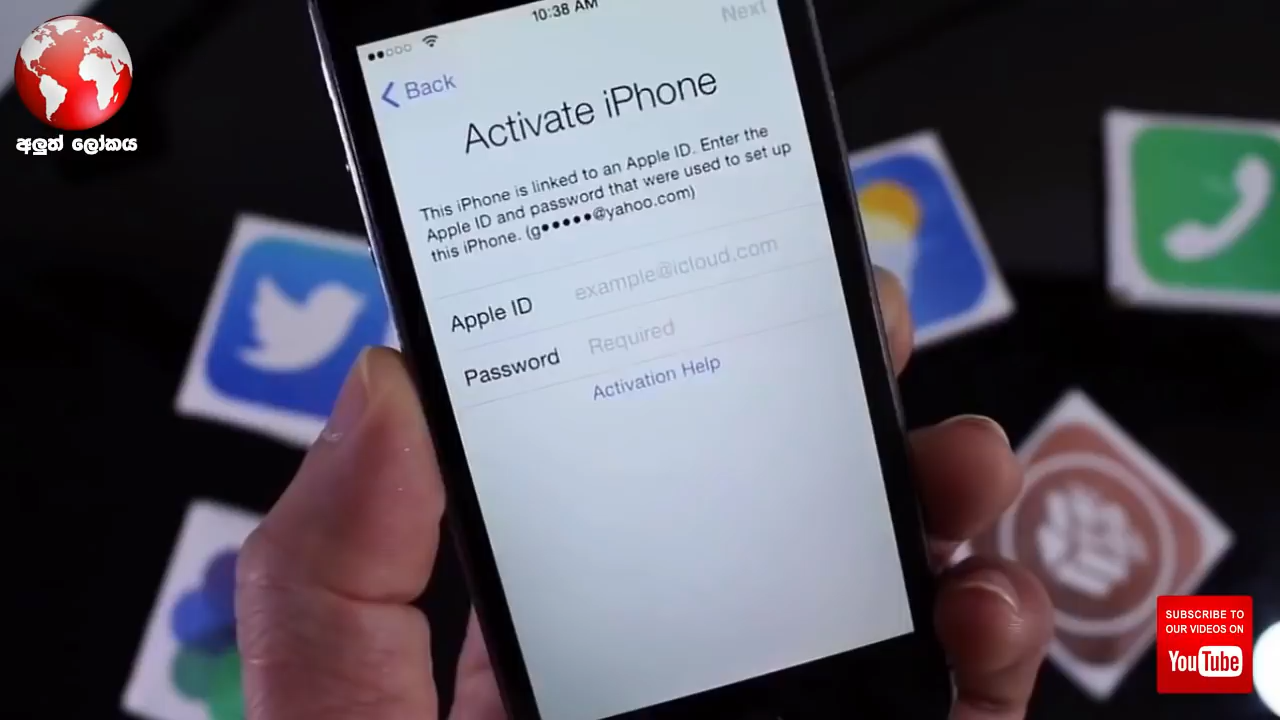 10:38 AM
Next
Back
Activate iPhone
This iPhone is linked to an Apple ID. Enter the
Apple ID and password that were used to set up
this iPhone. (g●●●●●@yahoo.com)
Apple ID example@icloud.com
Password Required
Activation Help
අලුත් ලෝකය
SUBSCRIBE TO
OUR VIDEOS ON
YouTube